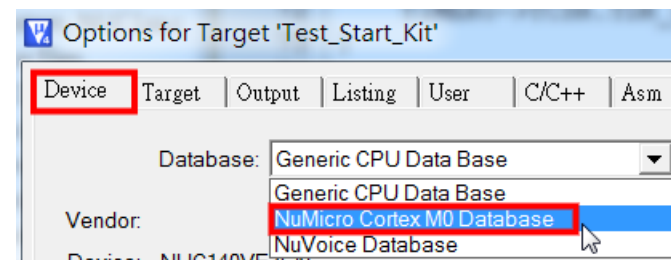 Options for Target 'Test_Start_Kit'
Device Target Output Listing User C/C++ Asm
Database: Generic CPU Data Base
Generic CPU Data Base
Vendor: NuMicro Cortex M0 Database
NuVoice Database